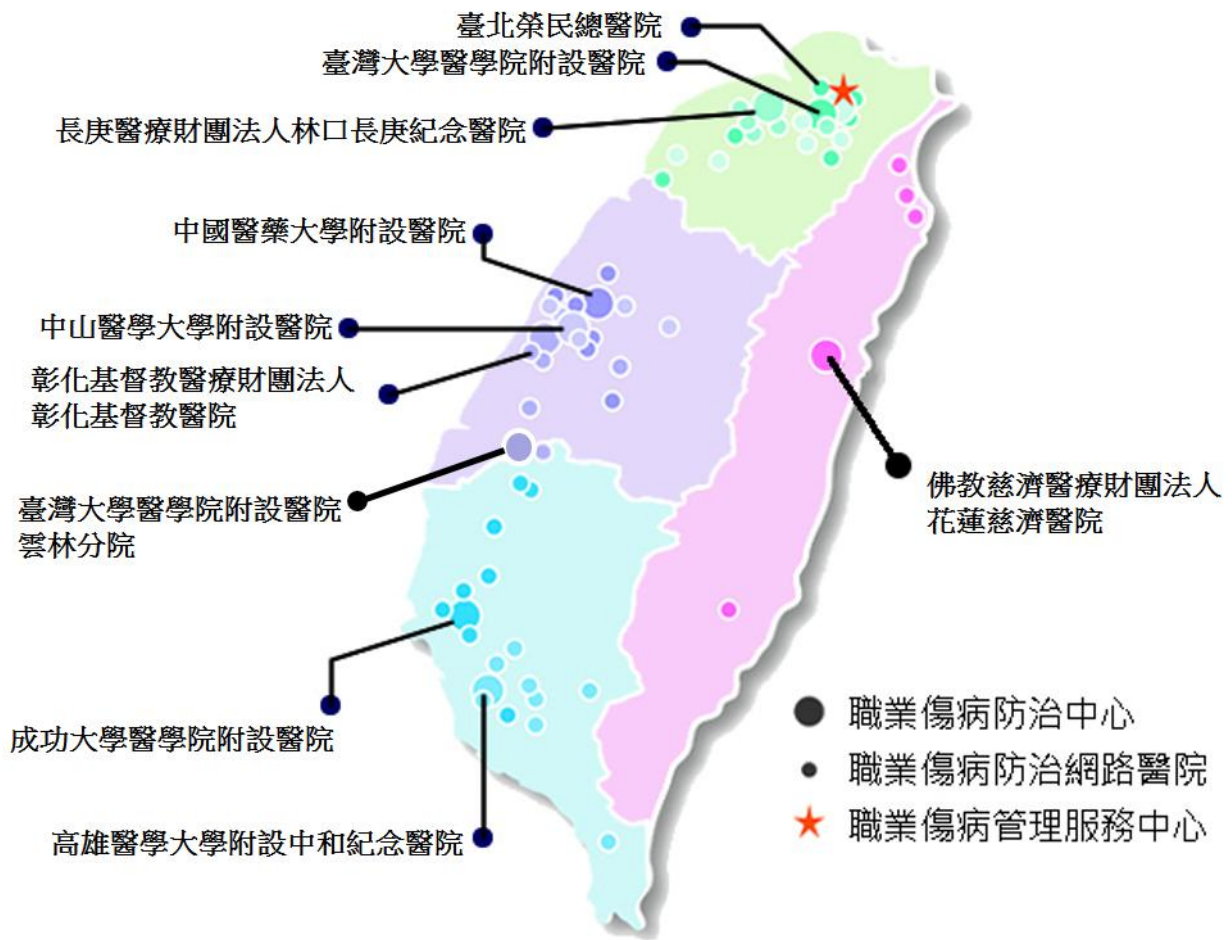 臺北榮民總醫院
臺灣大學醫學院附設醫院
長庚醫療財團法人林口長庚紀念醫院
中國醫藥大學附設醫院
中山醫學大學附設醫院
彰化基督教醫療財團法人
彰化基督教醫院
臺灣大學醫學院附設醫院
雲林分院
佛教慈濟醫療財團法人
花蓮慈濟醫院
成功大學醫學院附設醫院
高雄醫學大學附設中和紀念醫院
職業傷病防治中心
職業傷病防治網路醫院
職業傷病管理服務中心